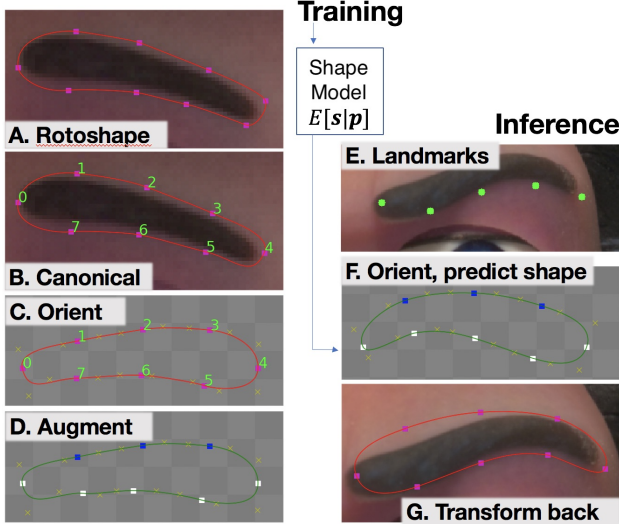 Training
A. Rotoshape
0
1
2
3
4
5
6
7
B. Canonical
C. Orient
0
1
2
3
4
5
6
7
D. Augment
Shape
Model
E[s|p]
Inference
E. Landmarks
F. Orient, predict shape
G. Transform back